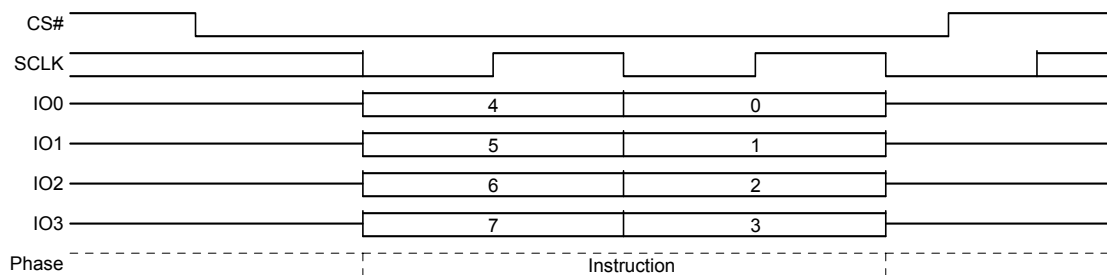 CS#
SCLK
IO0 4 0
IO1 5 1
IO2 6 2
IO3 7 3
Phase Instruction